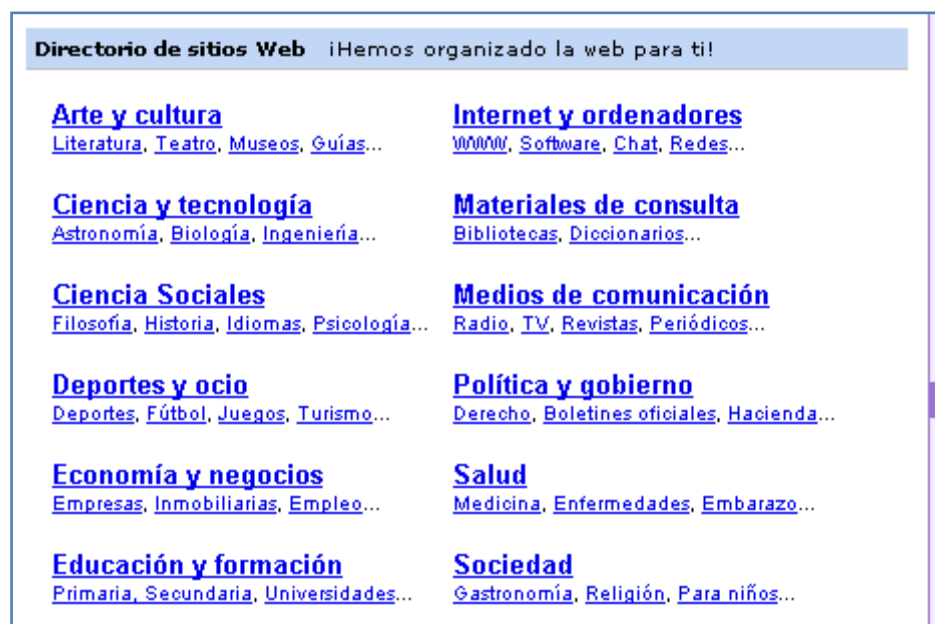 Directorio de sitios Web ¡Hemos organizado la web para ti!
Arte y cultura
Literatura, Teatro, Museos, Guías...
Ciencia y tecnología
Astronomía, Biología, Ingeniería...
Ciencia Sociales
Filosofía, Historia, Idiomas, Psicología...
Deportes y ocio
Deportes, Fútbol, Juegos, Turismo...
Economía y negocios
Empresas, Inmobiliarias, Empleo...
Educación y formación
Primaria, Secundaria, Universidades...
Internet y ordenadores
WWW, Software, Chat, Redes...
Materiales de consulta
Bibliotecas, Diccionarios...
Medios de comunicación
Radio, TV, Revistas, Periódicos...
Política y gobierno
Derecho, Boletines oficiales, Hacienda...
Salud
Medicina, Enfermedades, Embarazo...
Sociedad
Gastronomía, Religión, Para niños...